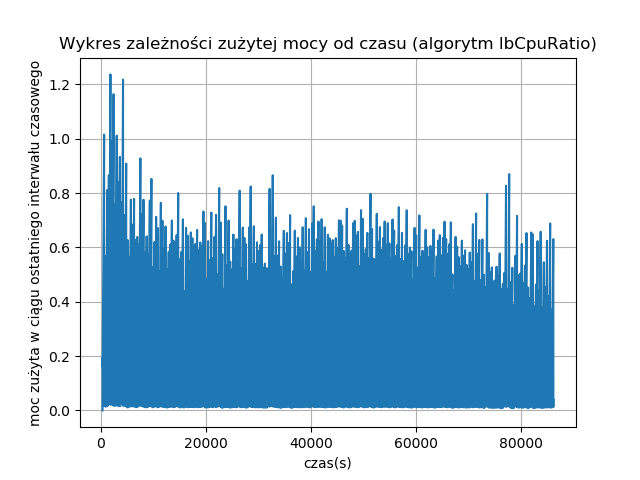 Wykres zależności zużytej mocy od czasu (algorytm lbCpuRatio)
moc zużyta w ciągu ostatniego interwału czasowego
1.2
1.0
0.8
0.6
0.4
0.2
0.0
0 20000 40000 60000 80000
czas(s)